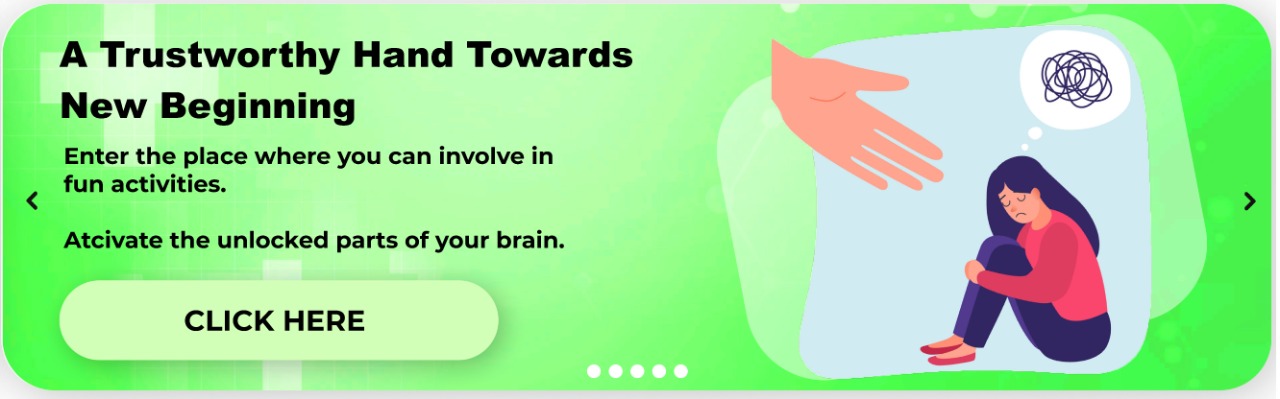 A Trustworthy Hand Towards
New Beginning
Enter the place where you can involve in
fun activities.
Atcivate the unlocked parts of your brain.
CLICK HERE